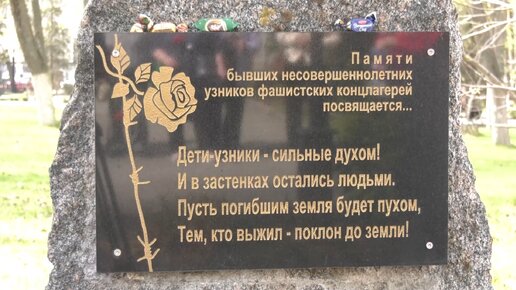 Памяти
бывших несовершеннолетних
узников фашистских концлагерей
посвящается...
Дети-узники - сильные духом!
И в застенках остались людьми.
Пусть погибшим земля будет пухом,
Тем, кто выжил - поклон до земли!